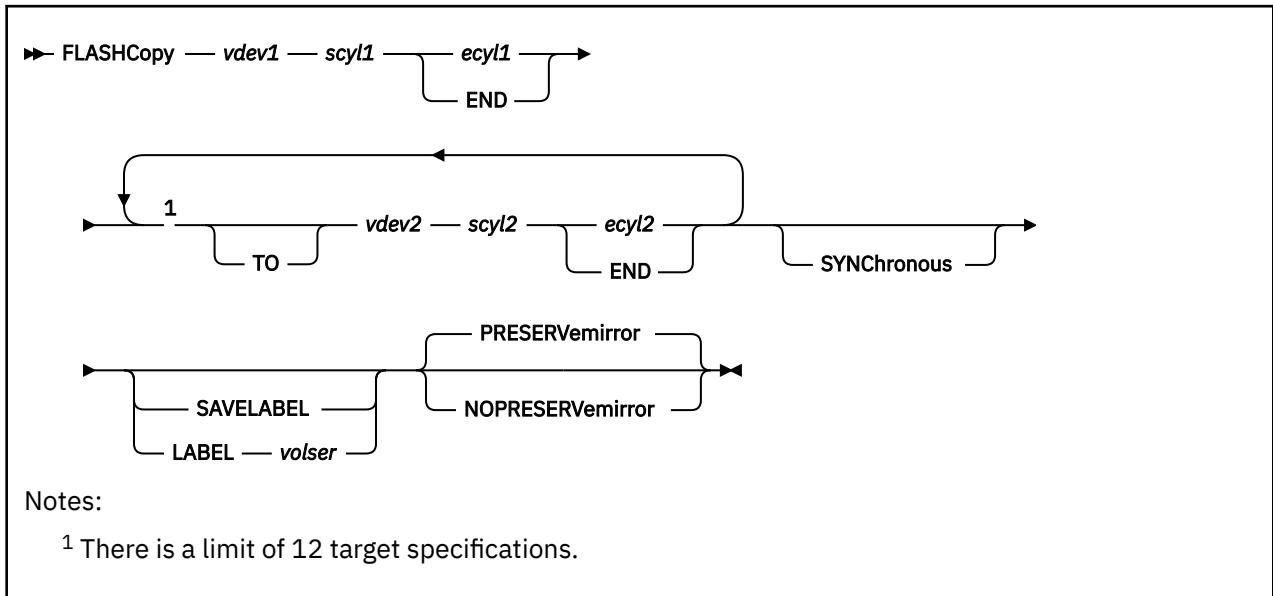 FLASHCopy vdev1 scyl1 ecyl1
END
1
TO vdev2 scyl2 ecyl2
END
SYNChronous
SAVELABEL
LABEL volser
PRESERVemirror
NOPRESERVemirror
Notes:
1 There is a limit of 12 target specifications.